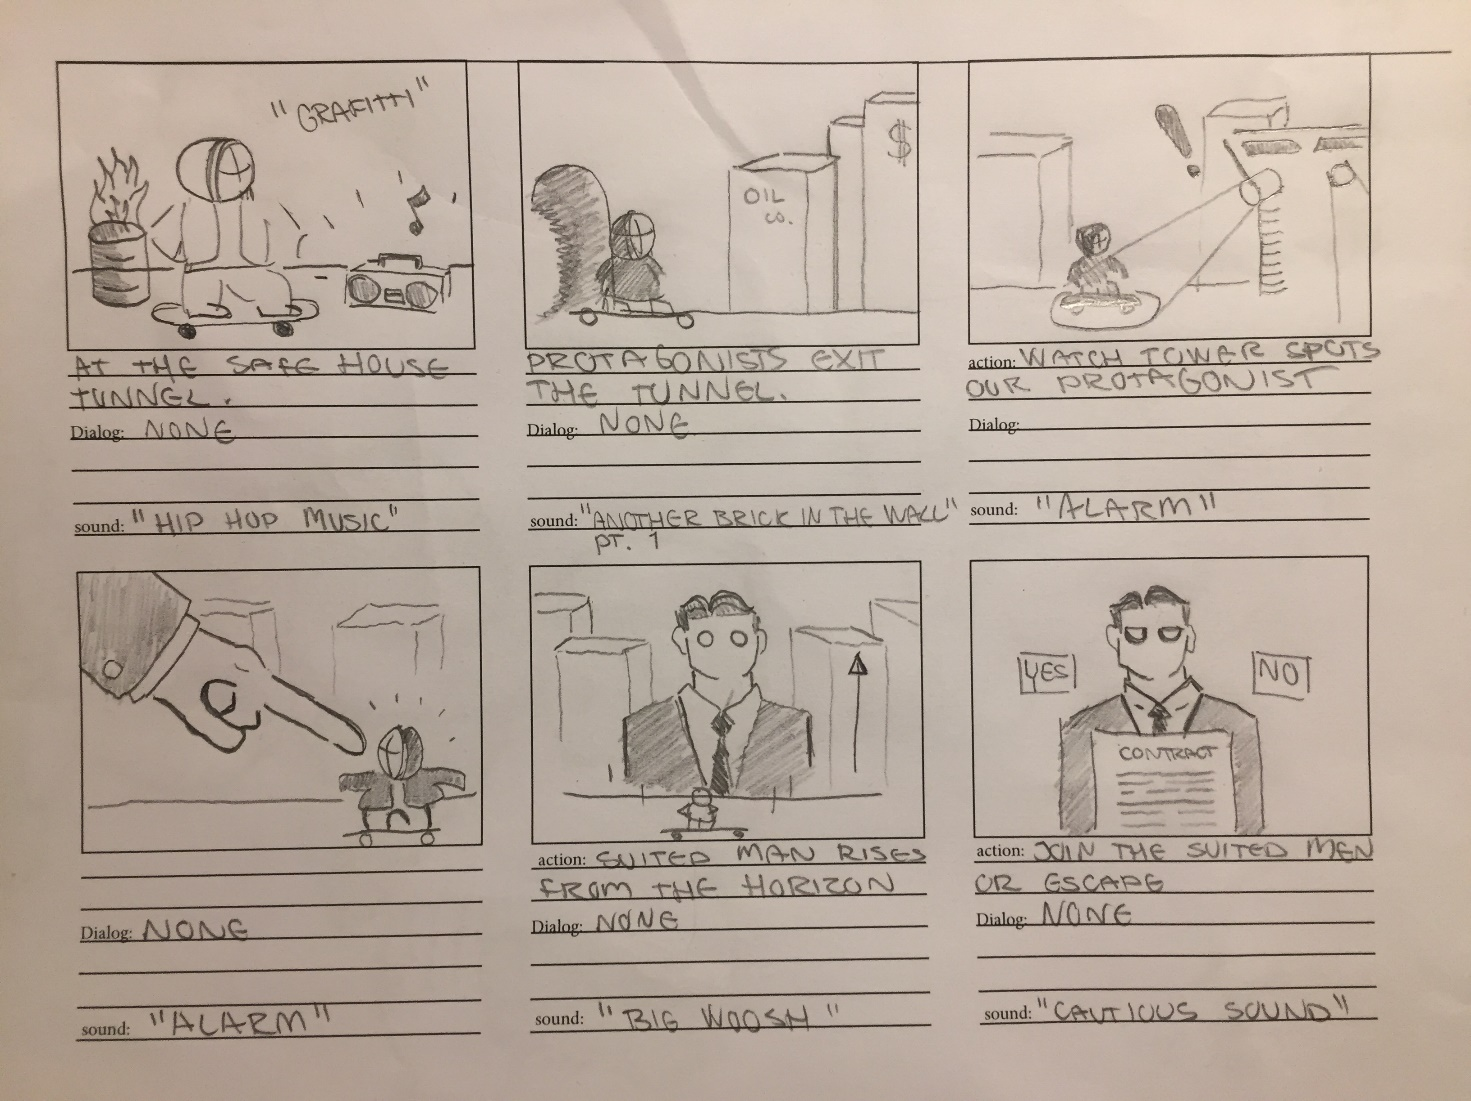 "GRAFITTI"
AT THE SAFE HOUSE
TUNNEL.
Dialog: NONE
sound: "HIP HOP MUSIC"
OIL
CO.
$
PROTAGONISTS EXIT
THE TUNNEL.
Dialog: NONE
sound: "ANOTHER BRICK IN THE WALL"
PT. 1
!
action: WATCH TOWER SPOTS
OUR PROTAGONIST
Dialog:
sound: "ALARM"
Dialog: NONE
sound: "ALARM"
action: SUITED MAN RISES
FROM THE HORIZON
Dialog: NONE
sound: "BIG WOOSH"
YES
NO
CONTRACT
action: JOIN THE SUITED MEN
OR ESCAPE
Dialog: NONE
sound: "CAUTIOUS SOUND"